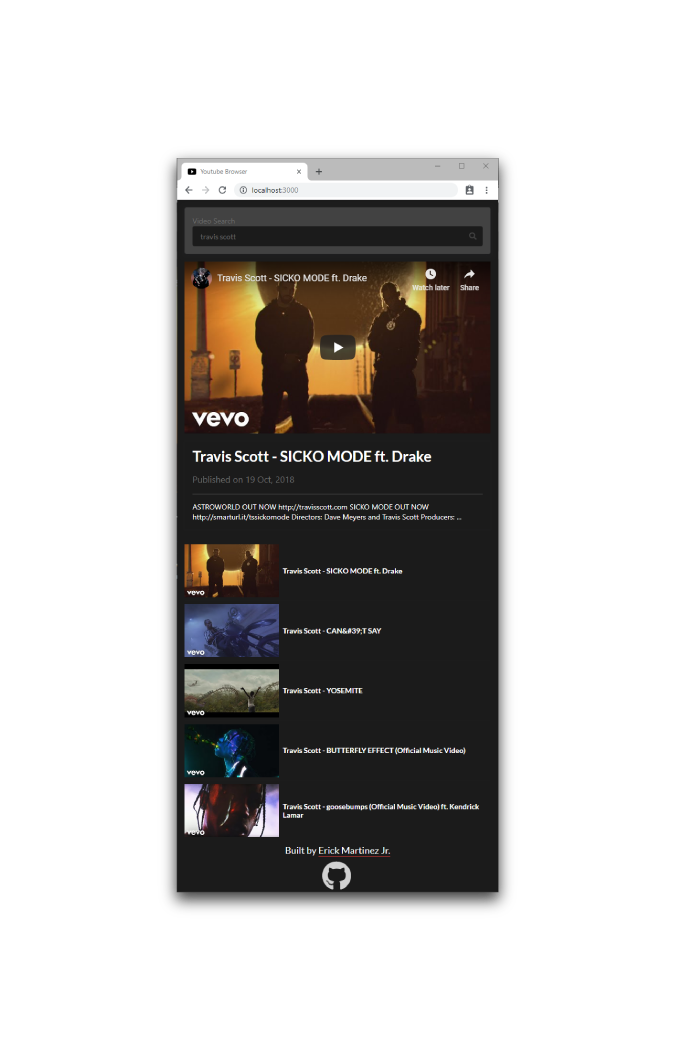 Youtube Browser
localhost:3000
Video Search
travis scott
Travis Scott - SICKO MODE ft. Drake
Watch later
Share
vevo
Travis Scott - SICKO MODE ft. Drake
Published on 19 Oct, 2018
ASTROWORLD OUT NOW http://travisscott.com SICKO MODE OUT NOW
http://smarturl.it/tssickomode Directors: Dave Meyers and Travis Scott Producers: ...
vevo
Travis Scott - SICKO MODE ft. Drake
vevo
Travis Scott - CAN&#39;T SAY
vevo
Travis Scott - YOSEMITE
vevo
Travis Scott - BUTTERFLY EFFECT (Official Music Video)
vevo
Travis Scott - goosebumps (Official Music Video) ft. Kendrick
Lamar
Built by Erick Martinez Jr.